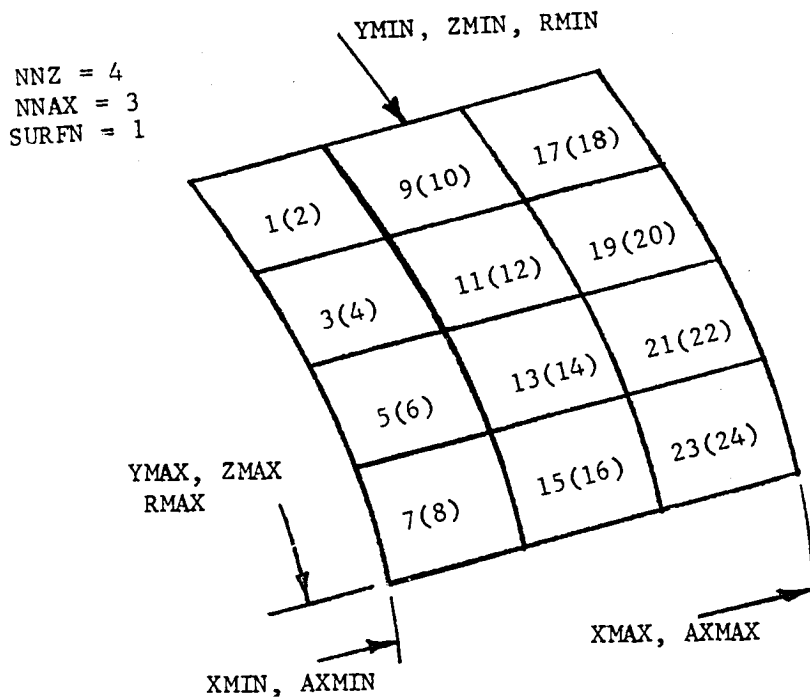 YMIN, ZMIN, RMIN
NNZ = 4
NNAX = 3
SURFN = 1
1(2)
9(10)
17(18)
3(4)
11(12)
19(20)
5(6)
13(14)
21(22)
7(8)
15(16)
23(24)
YMAX, ZMAX
RMAX
XMIN, AXMIN
XMAX, AXMAX